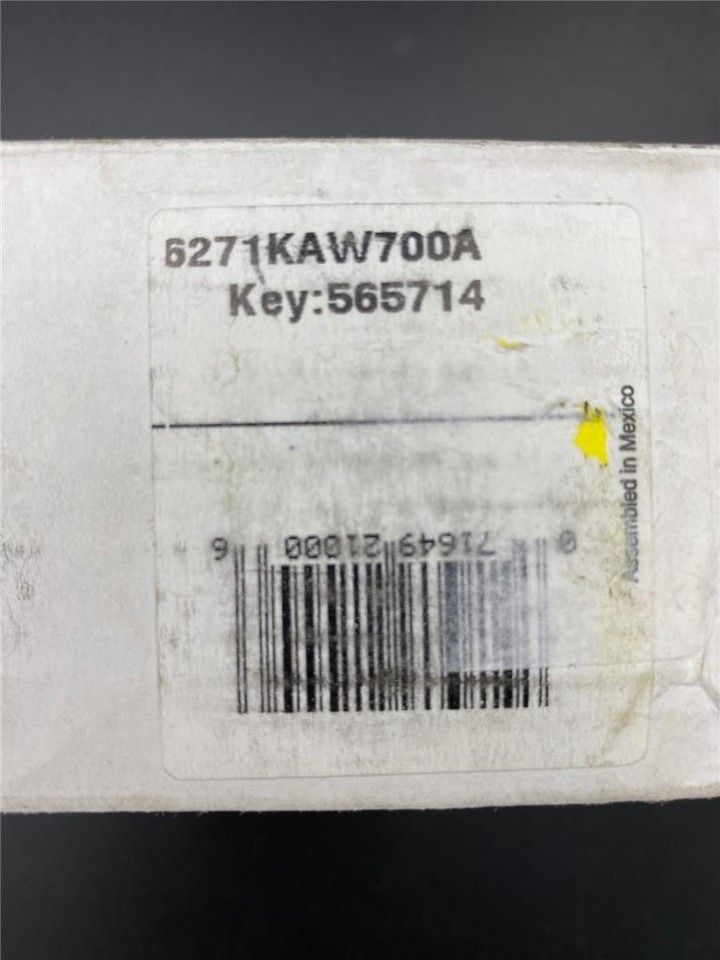 6271KAW700A
Key:565714
Assembled in Mexico
0 71649 21000 6